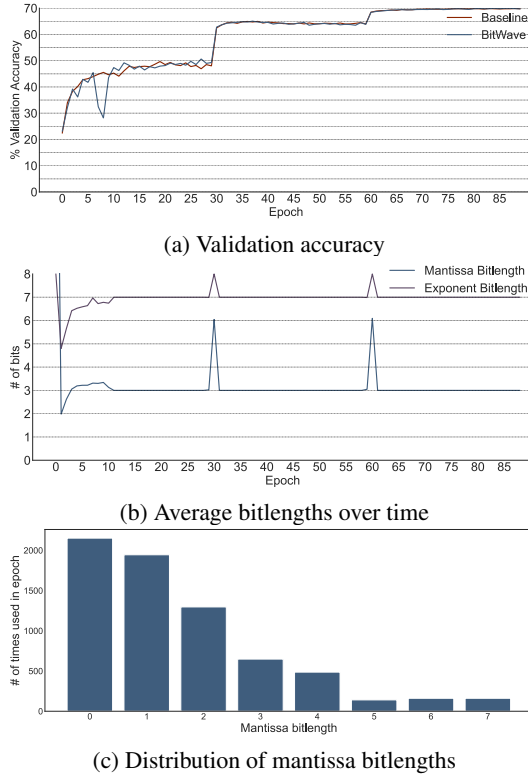 70
60
50
40
30
20
10
0
% Validation Accuracy
Baseline
BitWave
0 5 10 15 20 25 30 35 40 45 50 55 60 65 70 75 80 85
Epoch
(a) Validation accuracy
8
7
6
5
4
3
2
1
0
# of bits
Mantissa Bitlength
Exponent Bitlength
0 5 10 15 20 25 30 35 40 45 50 55 60 65 70 75 80 85
Epoch
(b) Average bitlengths over time
2000
1500
1000
500
0
# of times used in epoch
0 1 2 3 4 5 6 7
Mantissa bitlength
(c) Distribution of mantissa bitlengths